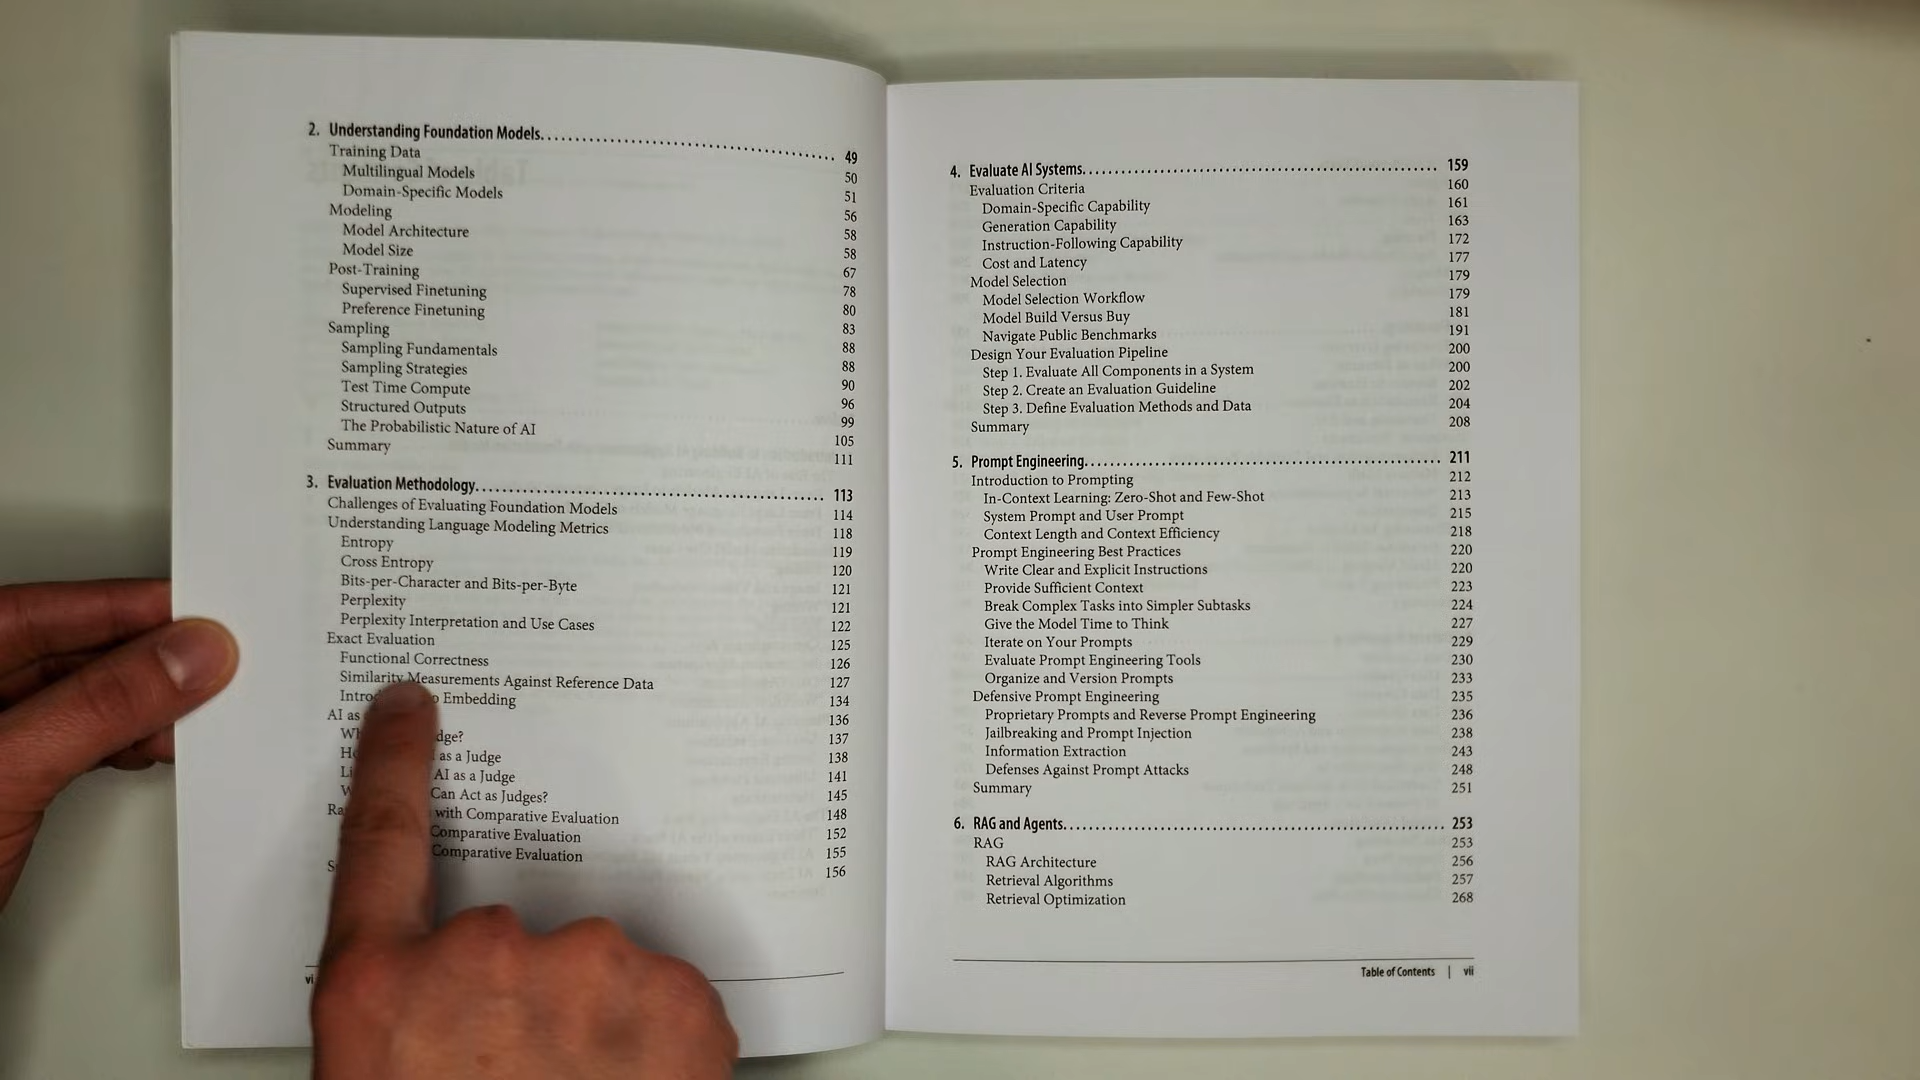 2. Understanding Foundation Models. . . . . . . . . . . . . . . . . . . . . . . . . . . . . . . . . . . . . . . . . . 49
Training Data 50
Multilingual Models 51
Domain-Specific Models 56
Modeling 58
Model Architecture 58
Model Size 67
Post-Training 78
Supervised Finetuning 80
Preference Finetuning 83
Sampling 88
Sampling Fundamentals 88
Sampling Strategies 90
Test Time Compute 96
Structured Outputs 99
The Probabilistic Nature of AI 105
Summary 111
3. Evaluation Methodology. . . . . . . . . . . . . . . . . . . . . . . . . . . . . . . . . . . . . . . . . . . . . . . . . 113
Challenges of Evaluating Foundation Models 114
Understanding Language Modeling Metrics 118
Entropy 119
Cross Entropy 120
Bits-per-Character and Bits-per-Byte 121
Perplexity 121
Perplexity Interpretation and Use Cases 122
Exact Evaluation 125
Functional Correctness 126
Similarity Measurements Against Reference Data 127
Embedding 134
AI as 136
137
as a Judge 138
AI as a Judge 141
Can Act as Judges? 145
with Comparative Evaluation 148
Comparative Evaluation 152
Comparative Evaluation 155
156
vi
4. Evaluate AI Systems. . . . . . . . . . . . . . . . . . . . . . . . . . . . . . . . . . . . . . . . . . . . . . . . . . . . 159
Evaluation Criteria 160
Domain-Specific Capability 161
Generation Capability 163
Instruction-Following Capability 172
Cost and Latency 177
Model Selection 179
Model Selection Workflow 179
Model Build Versus Buy 181
Navigate Public Benchmarks 191
Design Your Evaluation Pipeline 200
Step 1. Evaluate All Components in a System 200
Step 2. Create an Evaluation Guideline 202
Step 3. Define Evaluation Methods and Data 204
Summary 208
5. Prompt Engineering. . . . . . . . . . . . . . . . . . . . . . . . . . . . . . . . . . . . . . . . . . . . . . . . . . . . 211
Introduction to Prompting 212
In-Context Learning: Zero-Shot and Few-Shot 213
System Prompt and User Prompt 215
Context Length and Context Efficiency 218
Prompt Engineering Best Practices 220
Write Clear and Explicit Instructions 220
Provide Sufficient Context 223
Break Complex Tasks into Simpler Subtasks 224
Give the Model Time to Think 227
Iterate on Your Prompts 229
Evaluate Prompt Engineering Tools 230
Organize and Version Prompts 233
Defensive Prompt Engineering 235
Proprietary Prompts and Reverse Prompt Engineering 236
Jailbreaking and Prompt Injection 238
Information Extraction 243
Defenses Against Prompt Attacks 248
Summary 251
6. RAG and Agents. . . . . . . . . . . . . . . . . . . . . . . . . . . . . . . . . . . . . . . . . . . . . . . . . . . . . . . 253
RAG 253
RAG Architecture 256
Retrieval Algorithms 257
Retrieval Optimization 268
Table of Contents | vii